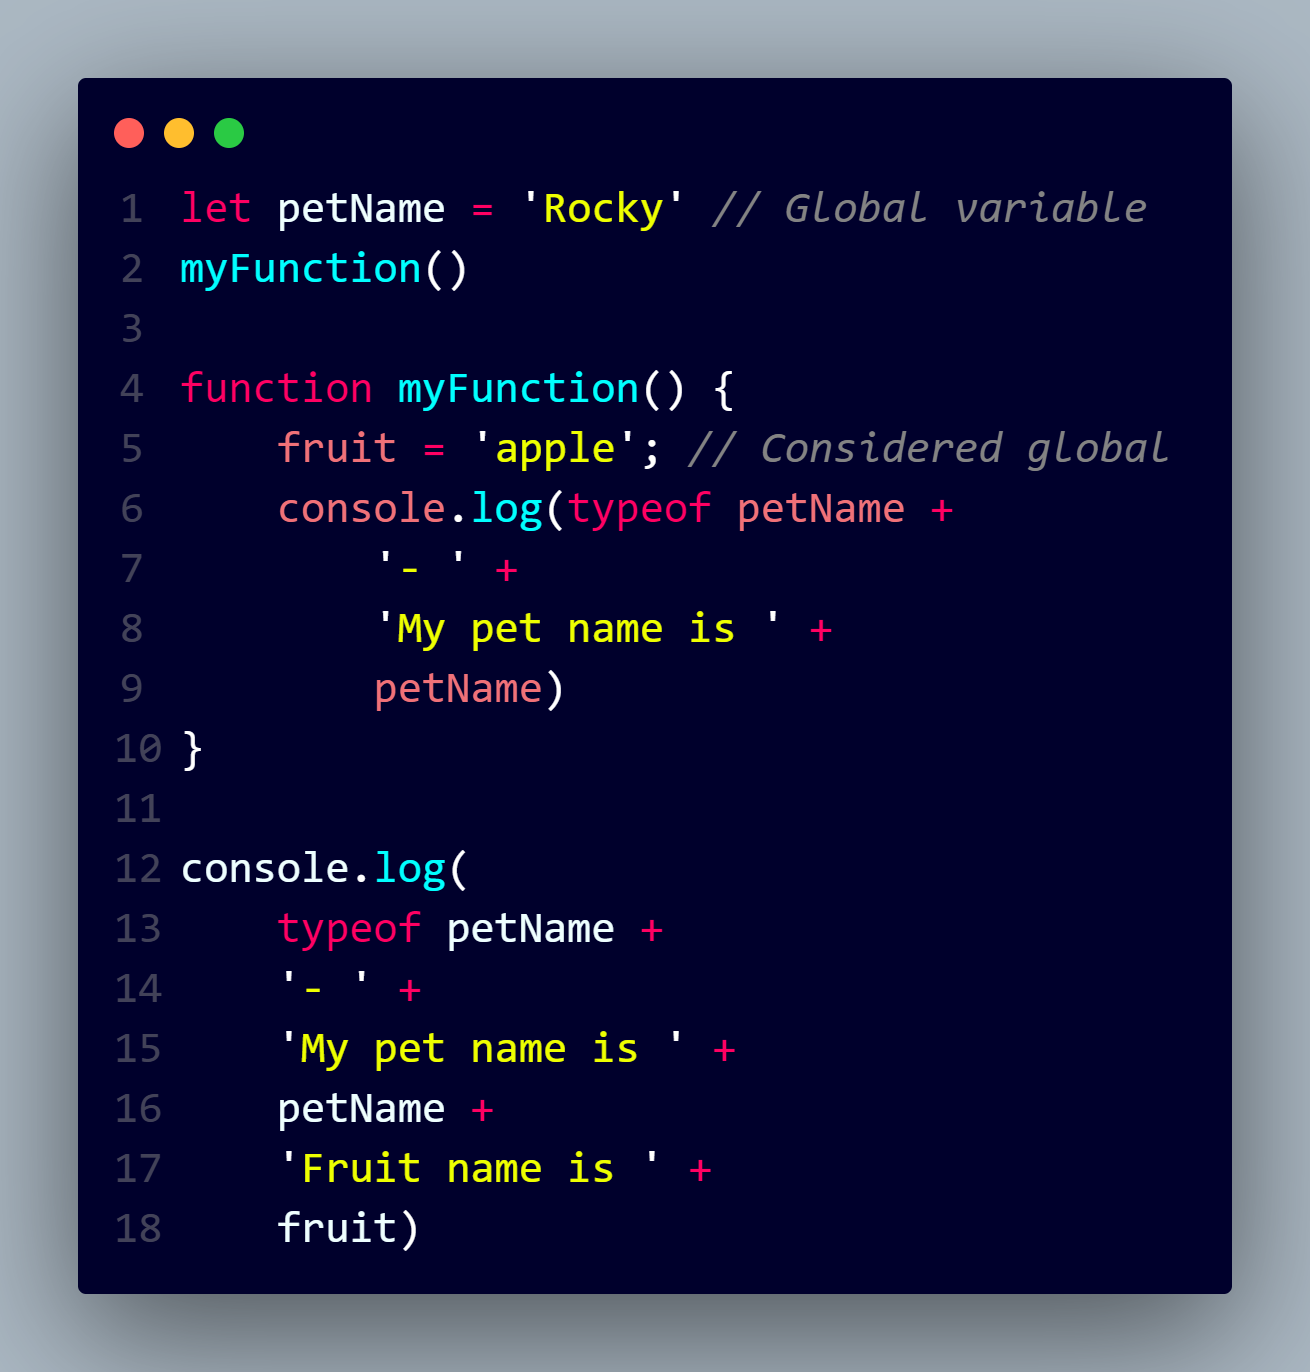 1 let petName = 'Rocky' // Global variable
2 myFunction()
3
4 function myFunction() {
5     fruit = 'apple'; // Considered global
6     console.log(typeof petName +
7         '- ' +
8         'My pet name is ' +
9         petName)
10 }
11
12 console.log(
13     typeof petName +
14     '- ' +
15     'My pet name is ' +
16     petName +
17     'Fruit name is ' +
18     fruit)